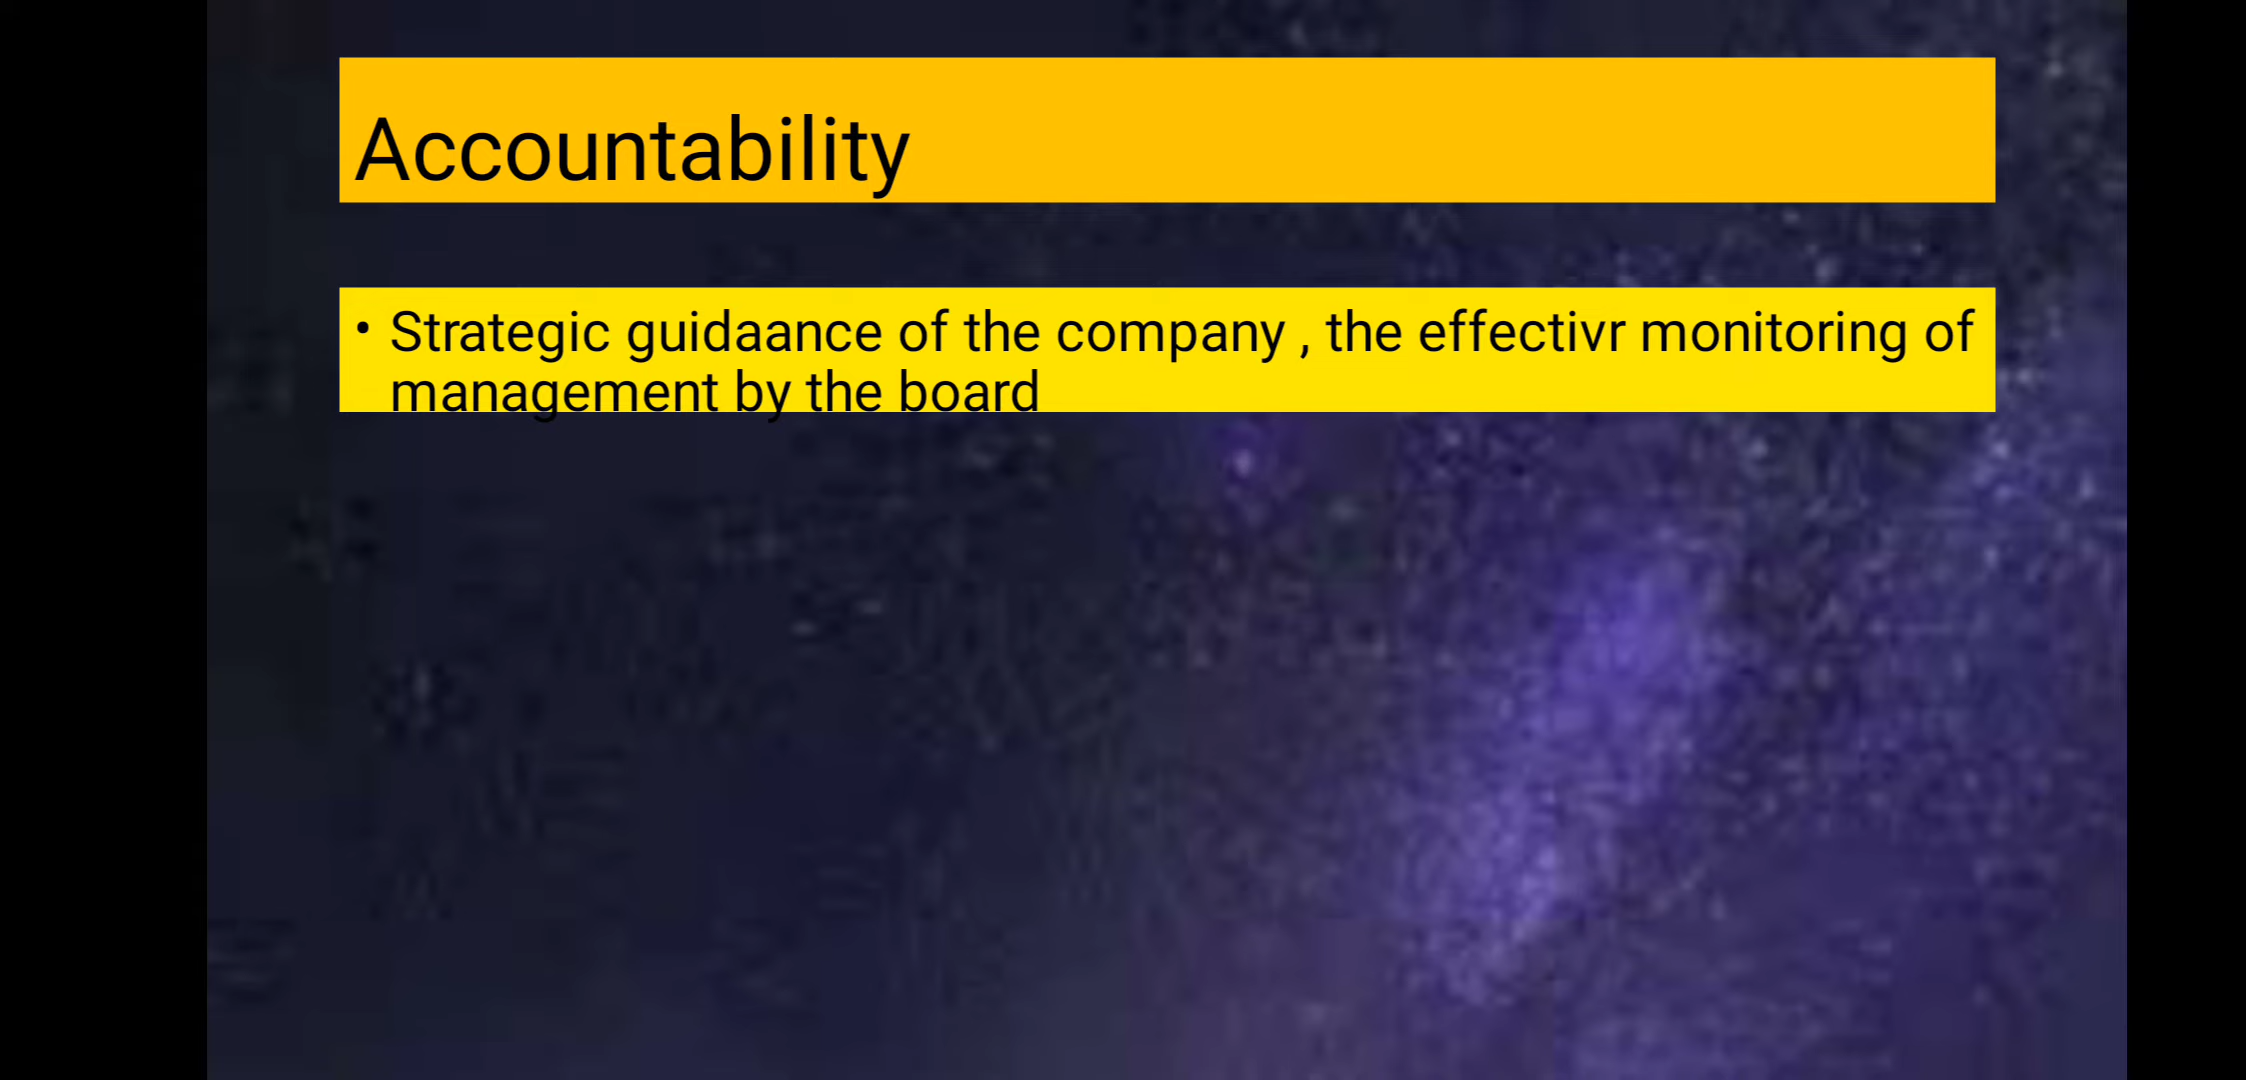 Accountability
• Strategic guidaance of the company , the effectivr monitoring of
management by the board